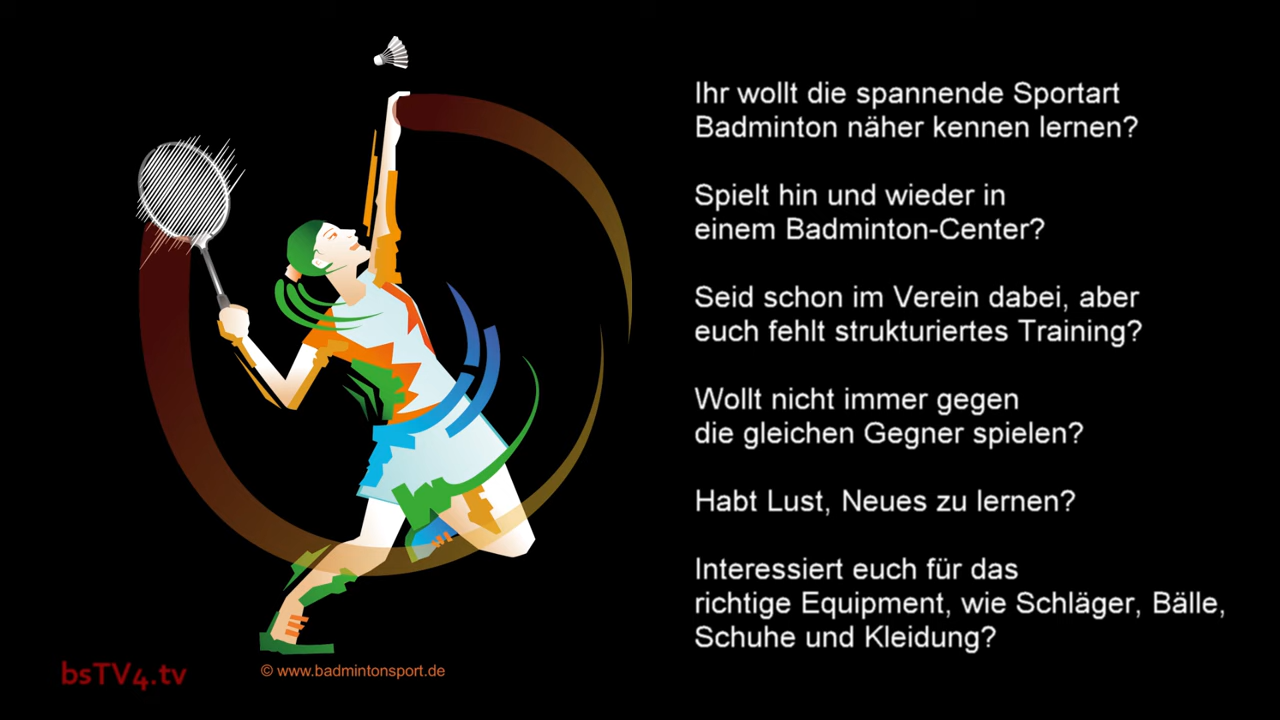 Ihr wollt die spannende Sportart
Badminton näher kennen lernen?
Spielt hin und wieder in
einem Badminton-Center?
Seid schon im Verein dabei, aber
euch fehlt strukturiertes Training?
Wollt nicht immer gegen
die gleichen Gegner spielen?
Habt Lust, Neues zu lernen?
Interessiert euch für das
richtige Equipment, wie Schläger, Bälle,
Schuhe und Kleidung?
bsTV4.tv
© www.badmintonsport.de